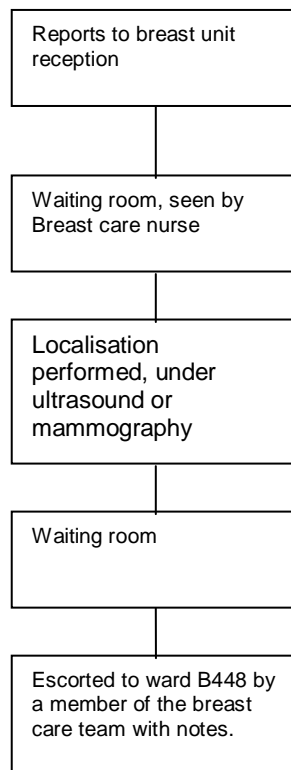 Reports to breast unit
reception
Waiting room, seen by
Breast care nurse
Localisation
performed, under
ultrasound or
mammography
Waiting room
Escorted to ward B448 by
a member of the breast
care team with notes.